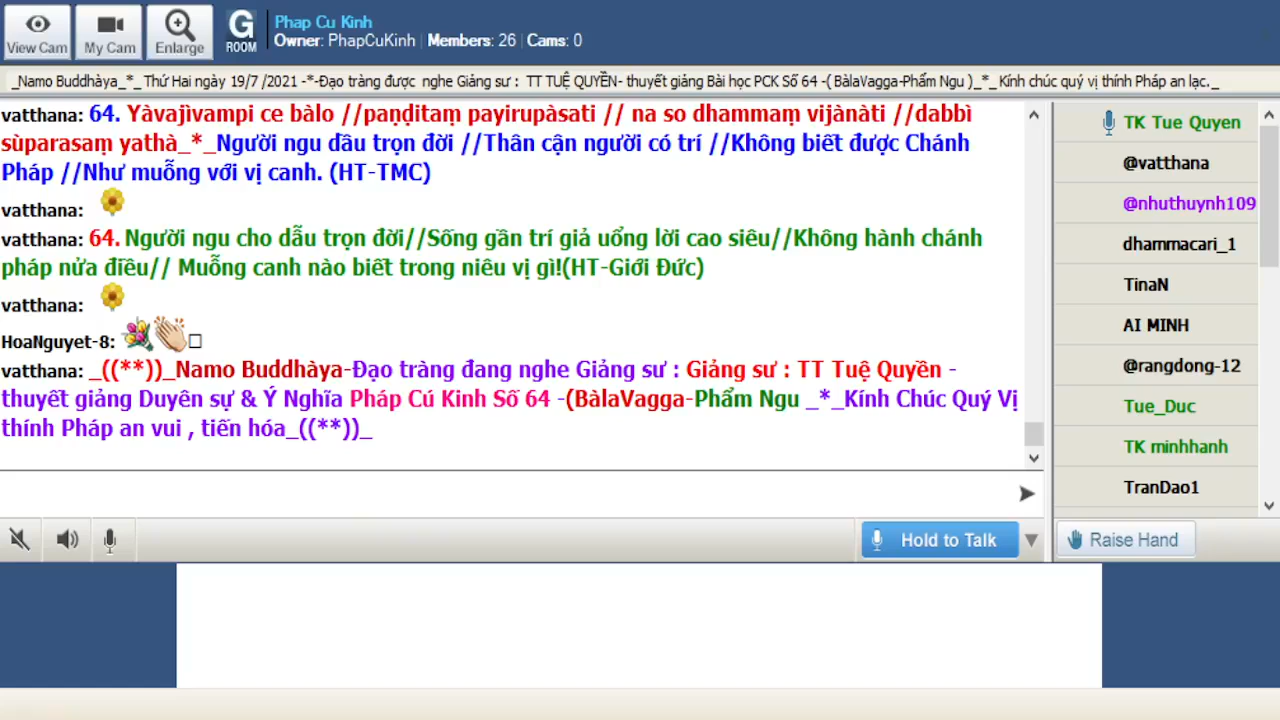 View Cam
My Cam
Enlarge
G
ROOM
Phap Cu Kinh
Owner: PhapCuKinh | Members: 26 | Cams: 0
_Namo Buddhàya_*_ Thứ Hai ngày 19/7 /2021 -*-Đạo tràng được nghe Giảng sư : TT TUỆ QUYỀN- thuyết giảng Bài học PCK Số 64 -( BàlaVagga-Phẩm Ngu )_*_ Kính chúc quý vị thính Pháp an lạc._
vatthana: 64. Yàvajìvampi ce bàlo //paṇḍitaṃ payirupàsati // na so dhammaṃ vijànàti //dabbì
sùparasaṃ yathà_*_Người ngu dầu trọn đời //Thân cận người có trí //Không biết được Chánh
Pháp //Như muỗng với vị canh. (HT-TMC)
vatthana:
vatthana: 64. Người ngu cho dẫu trọn đời//Sống gần trí giả uổng lời cao siêu//Không hành chánh
pháp nửa điều// Muỗng canh nào biết trong niêu vị gì!(HT-Giới Đức)
vatthana:
HoaNguyet-8:
vatthana: _((**))_Namo Buddhàya-Đạo tràng đang nghe Giảng sư : Giảng sư : TT Tuệ Quyền -
thuyết giảng Duyên sự & Ý Nghĩa Pháp Cú Kinh Số 64 -(BàlaVagga-Phẩm Ngu _*_Kính Chúc Quý Vị
thính Pháp an vui , tiến hóa_((**))_
TK Tue Quyen
@vatthana
@nhuthuynh109
dhammacari_1
TinaN
AI MINH
@rangdong-12
Tue_Duc
TK minhhanh
TranDao1
Hold to Talk
Raise Hand